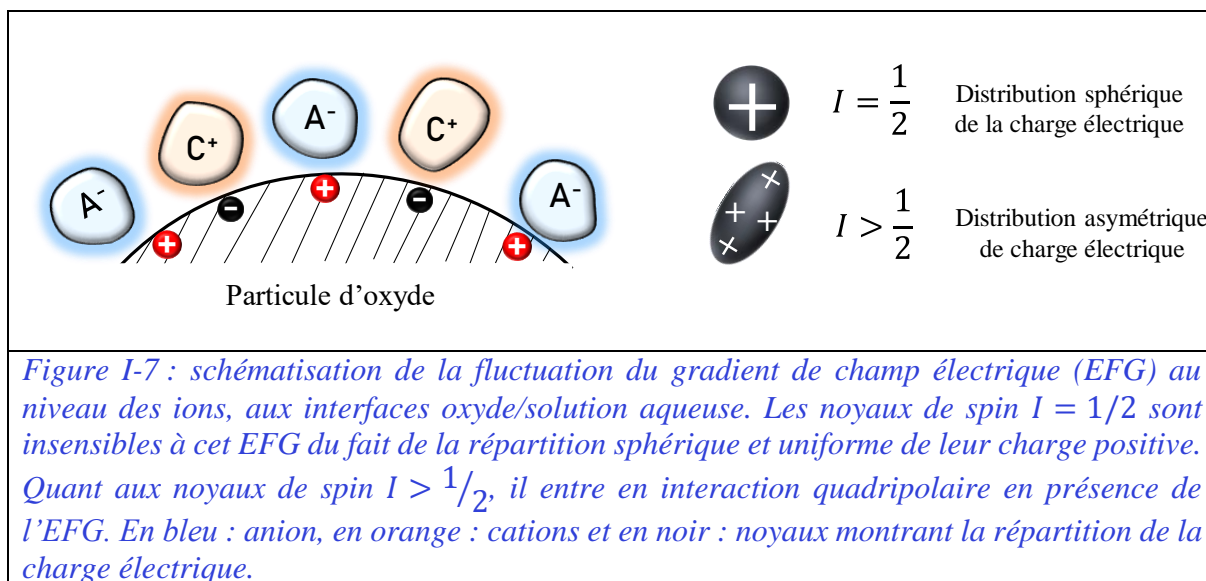 A⁻
C⁺
A⁻
C⁺
A⁻
Particule d'oxyde
I = 1/2
Distribution sphérique
de la charge électrique
I > 1/2
Distribution asymétrique
de charge électrique
Figure I-7 : schématisation de la fluctuation du gradient de champ électrique (EFG) au
niveau des ions, aux interfaces oxyde/solution aqueuse. Les noyaux de spin I = 1/2 sont
insensibles à cet EFG du fait de la répartition sphérique et uniforme de leur charge positive.
Quant aux noyaux de spin I > 1/2, il entre en interaction quadripolaire en présence de
l'EFG. En bleu : anion, en orange : cations et en noir : noyaux montrant la répartition de la
charge électrique.